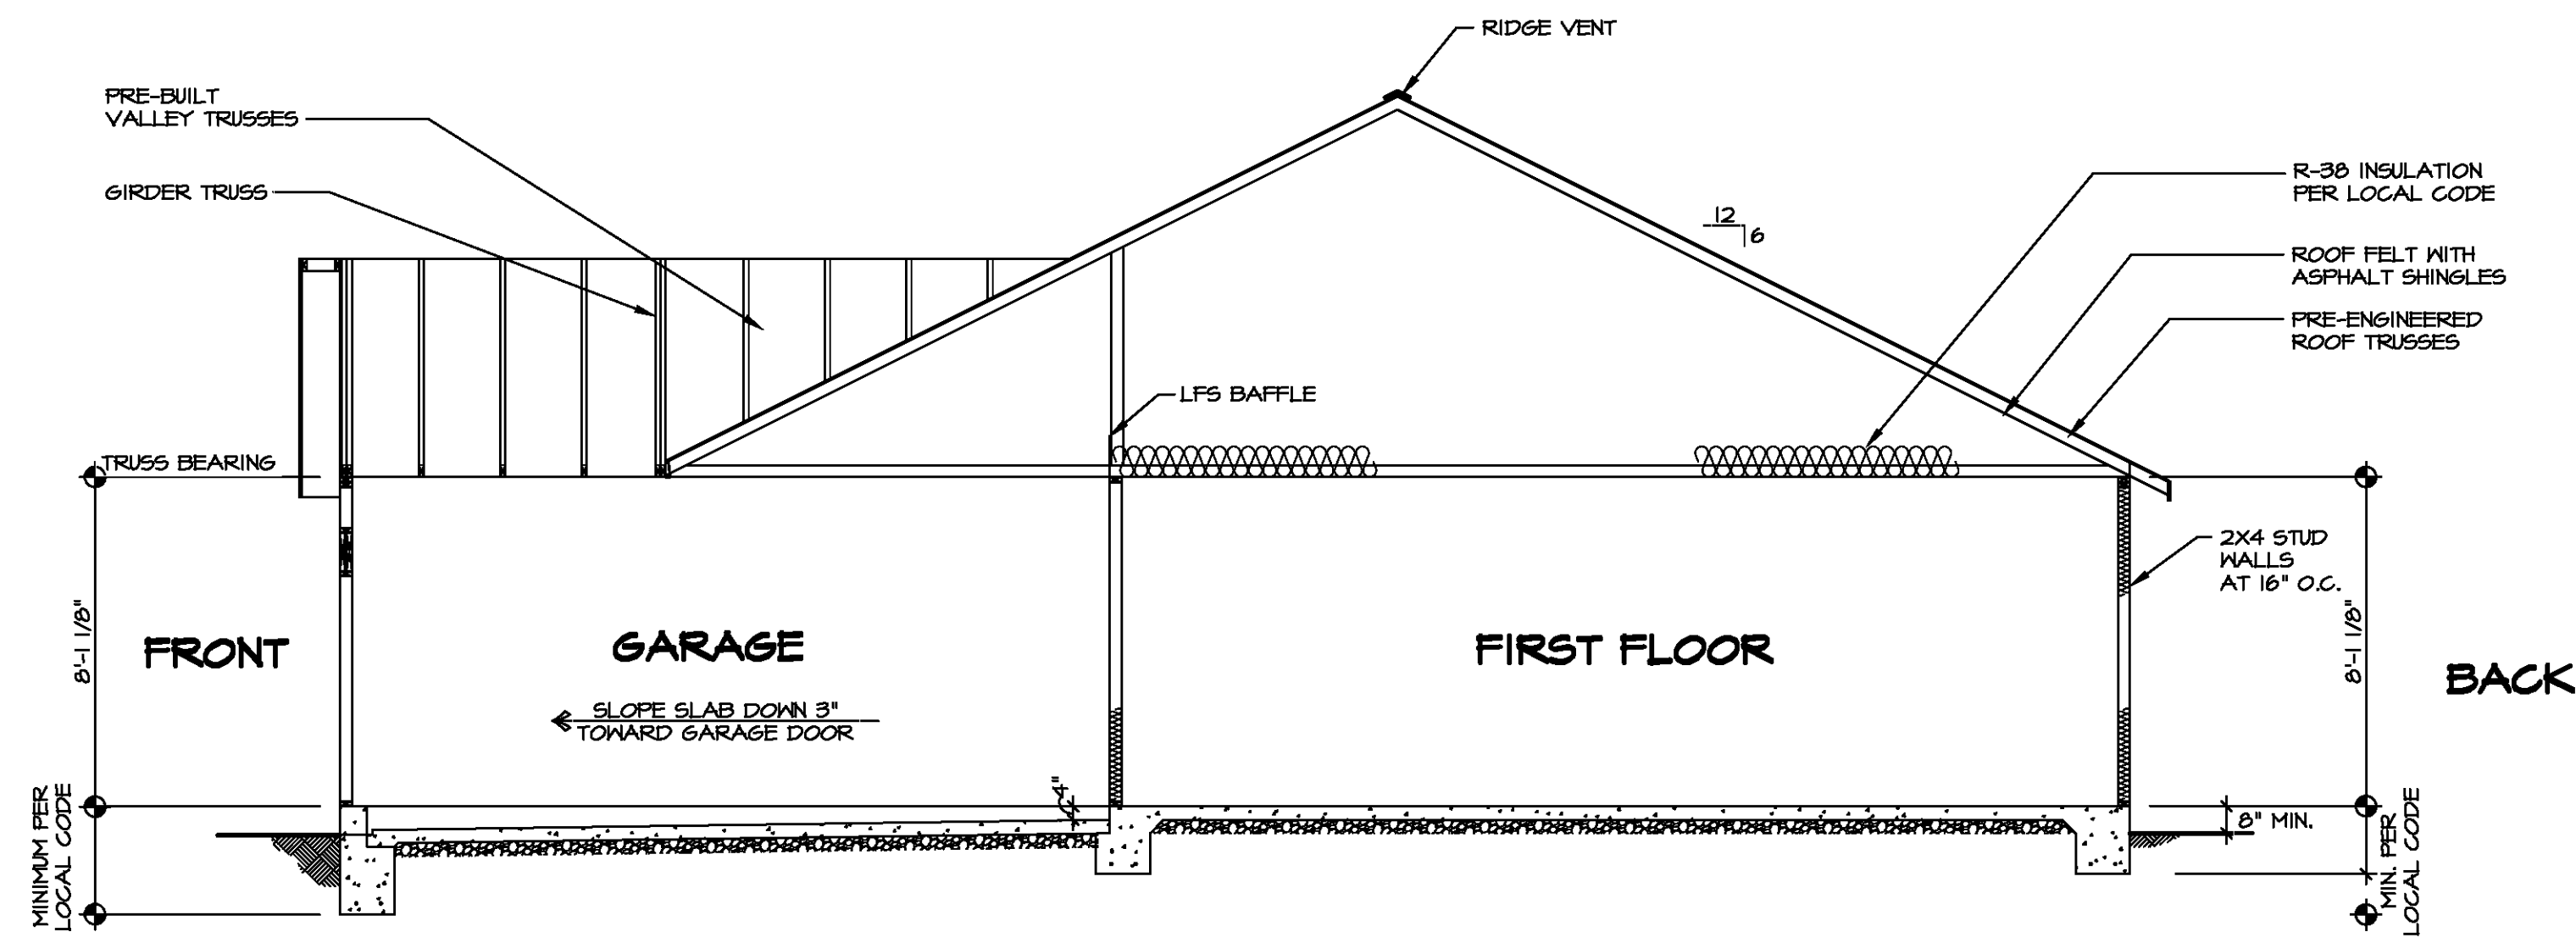 RIDGE VENT
PRE-BUILT
VALLEY TRUSSES
GIRDER TRUSS
R-38 INSULATION
PER LOCAL CODE
12
6
ROOF FELT WITH
ASPHALT SHINGLES
PRE-ENGINEERED
ROOF TRUSSES
LFS BAFFLE
TRUSS BEARING
2X4 STUD
WALLS
AT 16" O.C.
8'-1 1/8"
FRONT
GARAGE
FIRST FLOOR
8'-1 1/8"
BACK
SLOPE SLAB DOWN 3"
TOWARD GARAGE DOOR
4"
8" MIN.
MINIMUM PER
LOCAL CODE
MIN. PER
LOCAL CODE